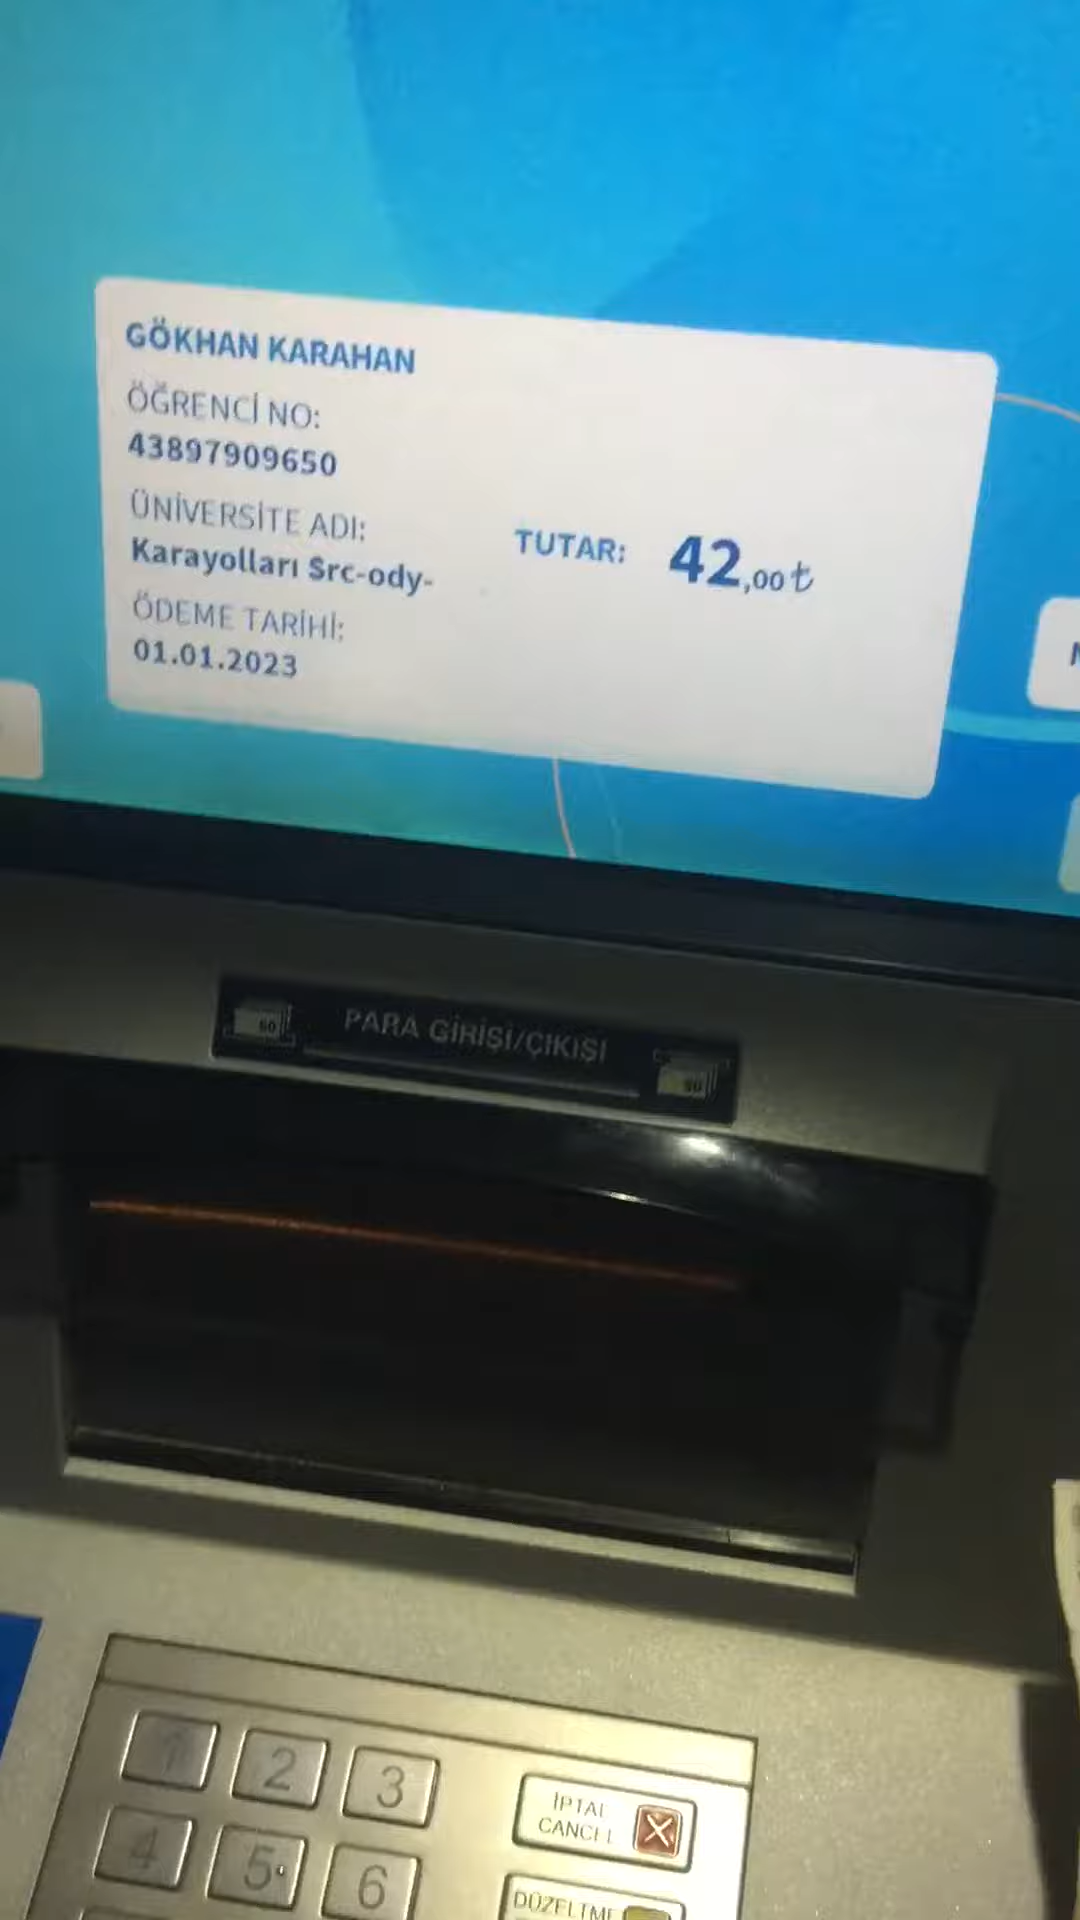 GÖKHAN KARAHAN
ÖĞRENCİ NO:
43897909650
ÜNİVERSİTE ADI:
Karayolları Src-ody-
ÖDEME TARİHİ:
01.01.2023
TUTAR: 42,00₺
PARA GİRİŞİ/ÇIKIŞI
1 2 3
İPTAL
CANCEL
4 5 6
DÜZELTME